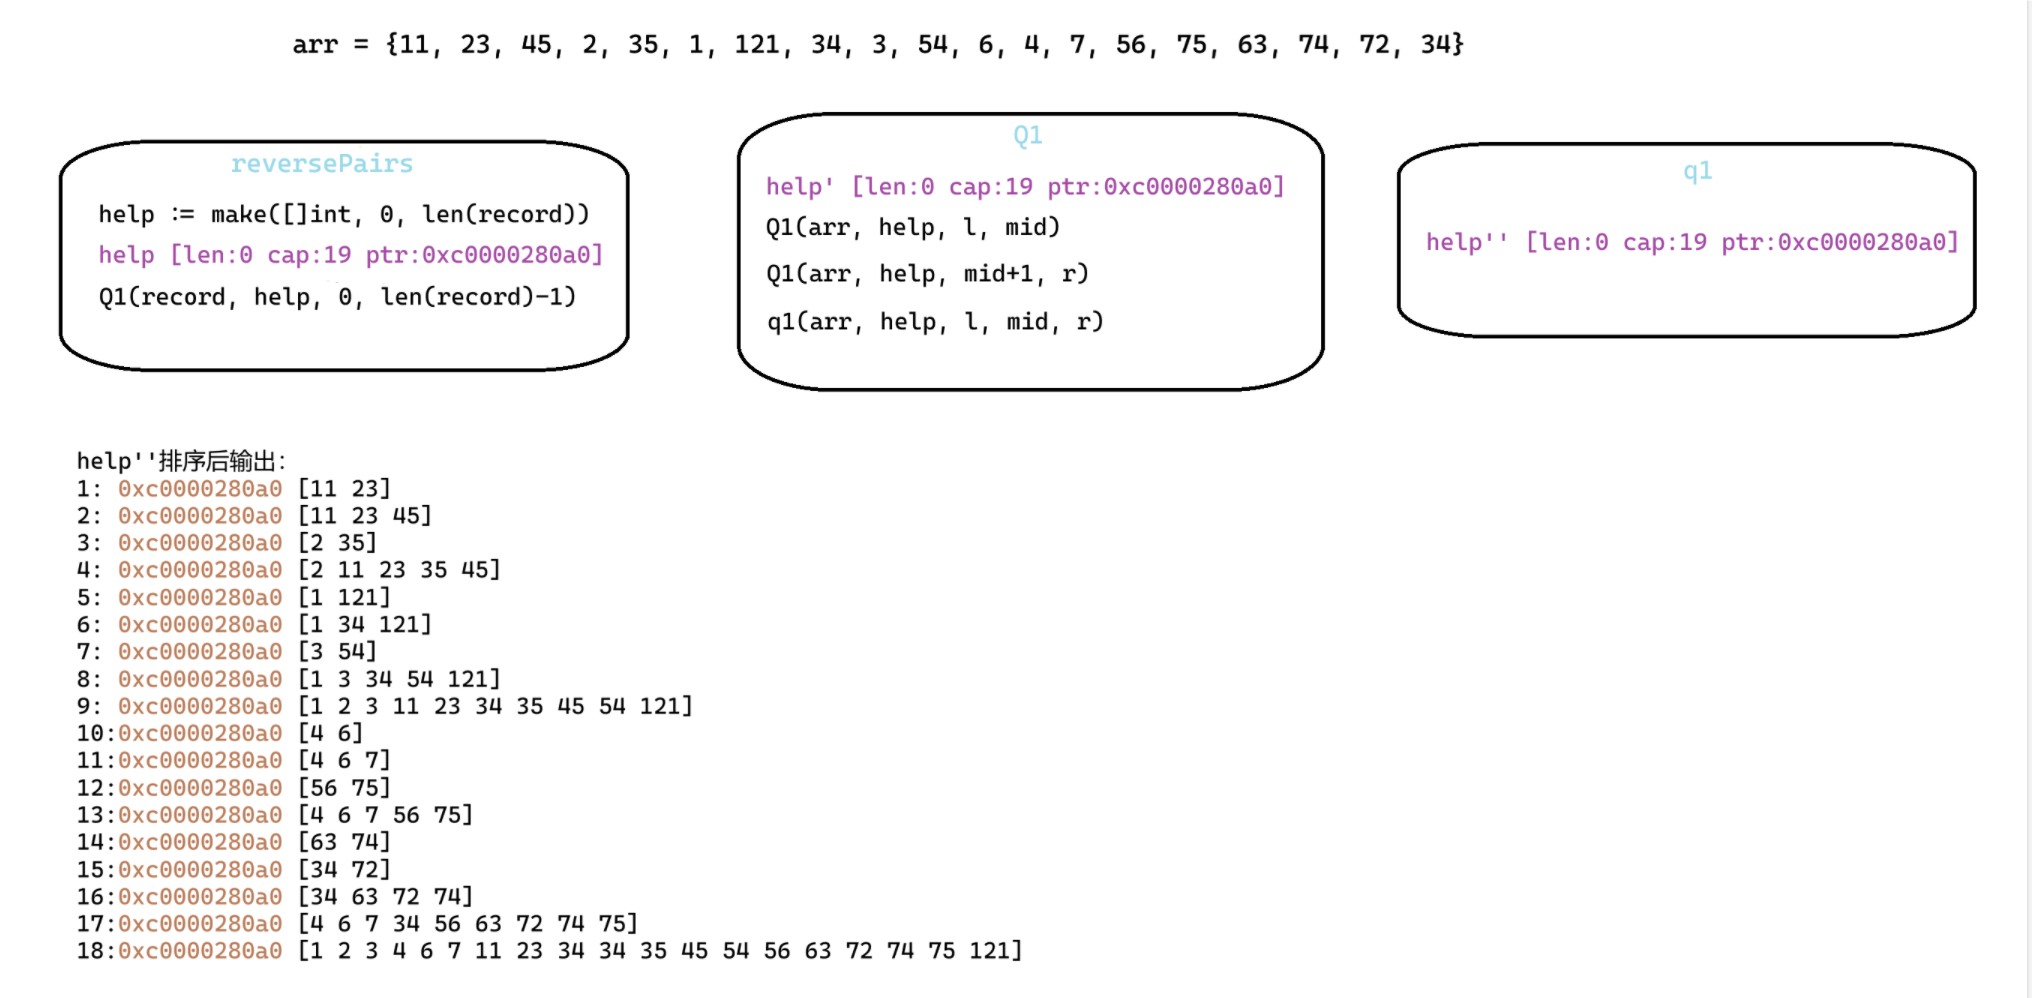 arr = {11, 23, 45, 2, 35, 1, 121, 34, 3, 54, 6, 4, 7, 56, 75, 63, 74, 72, 34}
reversePairs
help := make([]int, 0, len(record))
help [len:0 cap:19 ptr:0xc0000280a0]
Q1(record, help, 0, len(record)-1)
Q1
help' [len:0 cap:19 ptr:0xc0000280a0]
Q1(arr, help, l, mid)
Q1(arr, help, mid+1, r)
q1(arr, help, l, mid, r)
q1
help'' [len:0 cap:19 ptr:0xc0000280a0]
help''排序后输出：
1: 0xc0000280a0 [11 23]
2: 0xc0000280a0 [11 23 45]
3: 0xc0000280a0 [2 35]
4: 0xc0000280a0 [2 11 23 35 45]
5: 0xc0000280a0 [1 121]
6: 0xc0000280a0 [1 34 121]
7: 0xc0000280a0 [3 54]
8: 0xc0000280a0 [1 3 34 54 121]
9: 0xc0000280a0 [1 2 3 11 23 34 35 45 54 121]
10:0xc0000280a0 [4 6]
11:0xc0000280a0 [4 6 7]
12:0xc0000280a0 [56 75]
13:0xc0000280a0 [4 6 7 56 75]
14:0xc0000280a0 [63 74]
15:0xc0000280a0 [34 72]
16:0xc0000280a0 [34 63 72 74]
17:0xc0000280a0 [4 6 7 34 56 63 72 74 75]
18:0xc0000280a0 [1 2 3 4 6 7 11 23 34 34 35 45 54 56 63 72 74 75 121]